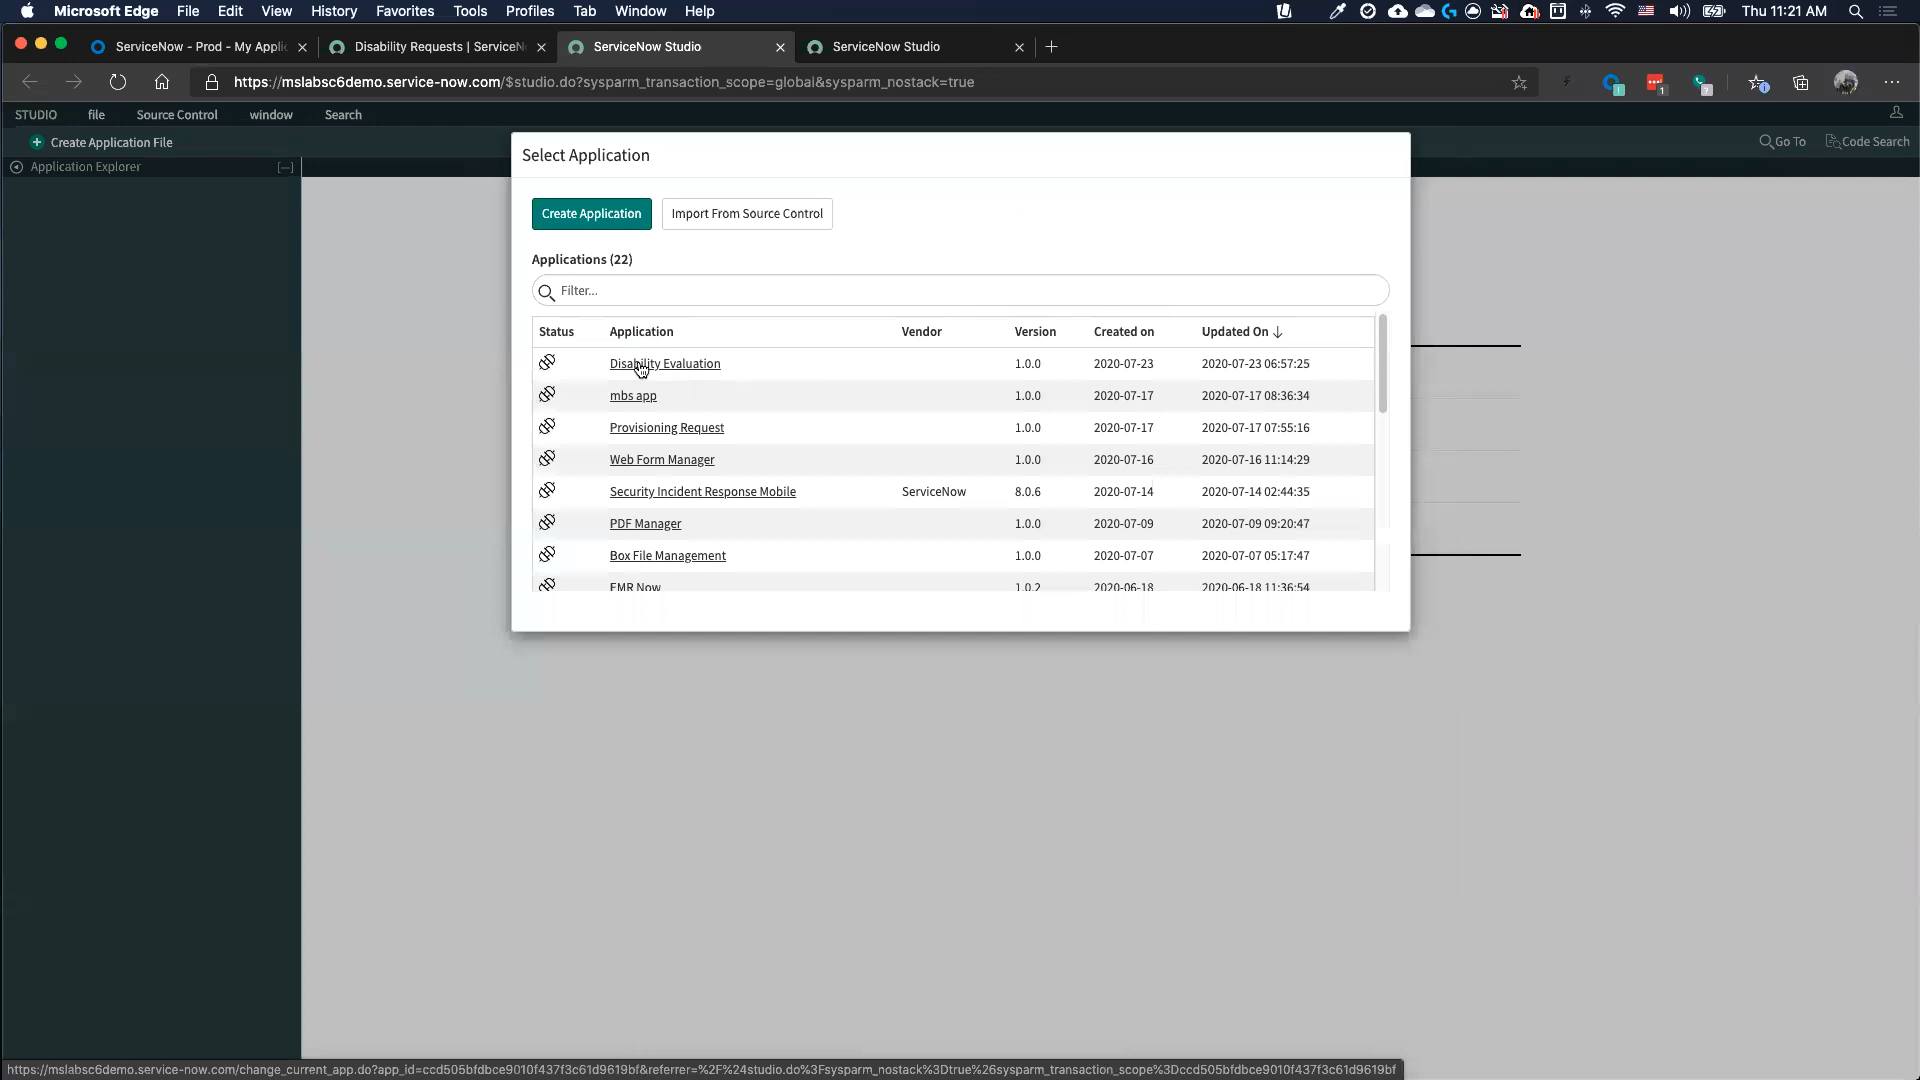 Microsoft Edge File Edit View History Favorites Tools Profiles Tab Window Help Thu 11:21 AM
ServiceNow - Prod - My Applic Disability Requests | ServiceN ServiceNow Studio ServiceNow Studio
https://mslabsc6demo.service-now.com/$studio.do?sysparm_transaction_scope=global&sysparm_nostack=true
STUDIO file Source Control window Search
Create Application File Go To Code Search
Application Explorer
Select Application
Create Application Import From Source Control
Applications (22)
Filter...
Status Application Vendor Version Created on Updated On
Disability Evaluation 1.0.0 2020-07-23 2020-07-23 06:57:25
mbs app 1.0.0 2020-07-17 2020-07-17 08:36:34
Provisioning Request 1.0.0 2020-07-17 2020-07-17 07:55:16
Web Form Manager 1.0.0 2020-07-16 2020-07-16 11:14:29
Security Incident Response Mobile ServiceNow 8.0.6 2020-07-14 2020-07-14 02:44:35
PDF Manager 1.0.0 2020-07-09 2020-07-09 09:20:47
Box File Management 1.0.0 2020-07-07 2020-07-07 05:17:47
EMR Now 1.0.2 2020-06-18 2020-06-18 11:36:54
https://mslabsc6demo.service-now.com/change_current_app.do?app_id=ccd505bfdbce9010f437f3c61d9619bf&referrer=%2F%24studio.do%3Fsysparm_nostack%3Dtrue%26sysparm_transaction_scope%3Dccd505bfdbce9010f437f3c61d9619bf